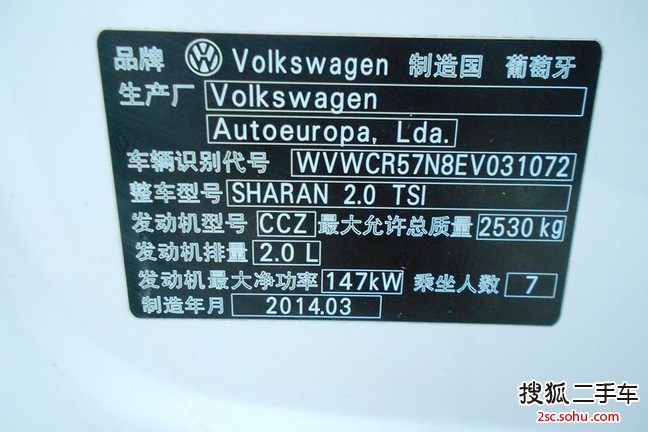 品牌 Volkswagen 制造国 葡萄牙
生产厂 Volkswagen
Autoeuropa, Lda.
车辆识别代号 WVWCR57N8EV031072
整车型号 SHARAN 2.0 TSI
发动机型号 CCZ 最大允许总质量 2530 kg
发动机排量 2.0 L
发动机最大净功率 147kW 乘坐人数 7
制造年月 2014.03
搜狐二手车
2sc.sohu.com